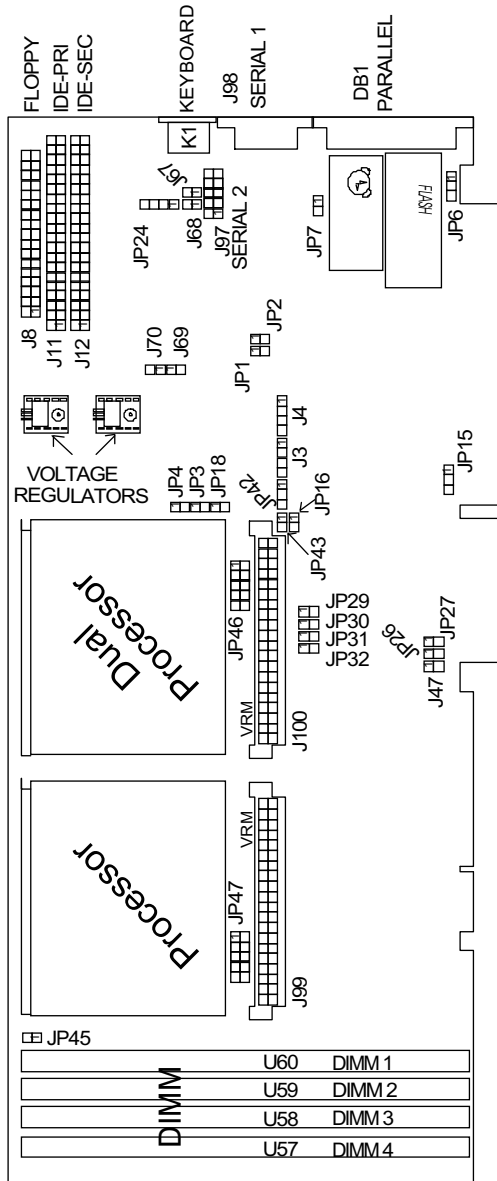 FLOPPY
IDE-PRI
IDE-SEC
KEYBOARD
J98
SERIAL 1
DB1
PARALLEL
K1
J67
JP24
J68
J97
SERIAL 2
JP7
FLASH
JP6
J8
J11
J12
J70
J69
JP1
JP2
VOLTAGE
REGULATORS
JP4
JP3
JP18
JP42
J3
J4
JP16
JP43
JP15
Dual
Processor
JP46
VRM
J100
JP29
JP30
JP31
JP32
JP26
JP27
J47
Processor
JP47
VRM
J99
JP45
DIMM
U60 DIMM 1
U59 DIMM 2
U58 DIMM 3
U57 DIMM 4